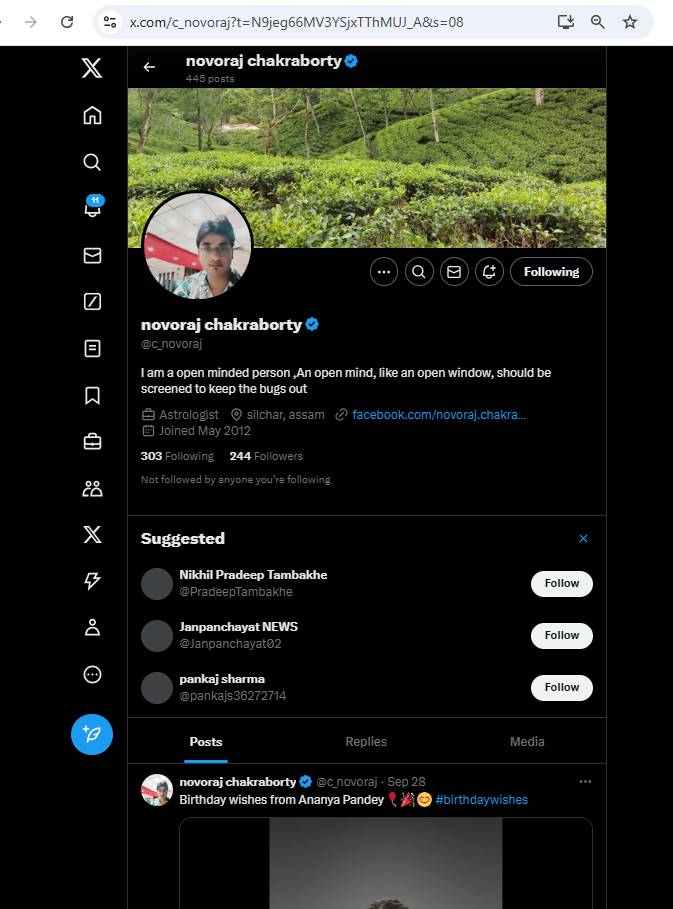 x.com/c_novoraj?t=N9jeg66MV3YSjxTThMUJ_A&s=08
novoraj chakraborty
445 posts
11
Following
novoraj chakraborty
@c_novoraj
I am a open minded person ,An open mind, like an open window, should be
screened to keep the bugs out
Astrologist silchar, assam facebook.com/novoraj.chakra...
Joined May 2012
303 Following 244 Followers
Not followed by anyone you're following
Suggested
Nikhil Pradeep Tambakhe
@PradeepTambakhe
Follow
Janpanchayat NEWS
@Janpanchayat02
Follow
pankaj sharma
@pankajs36272714
Follow
Posts Replies Media
novoraj chakraborty @c_novoraj · Sep 28
Birthday wishes from Ananya Pandey 🎈🎉😊 #birthdaywishes